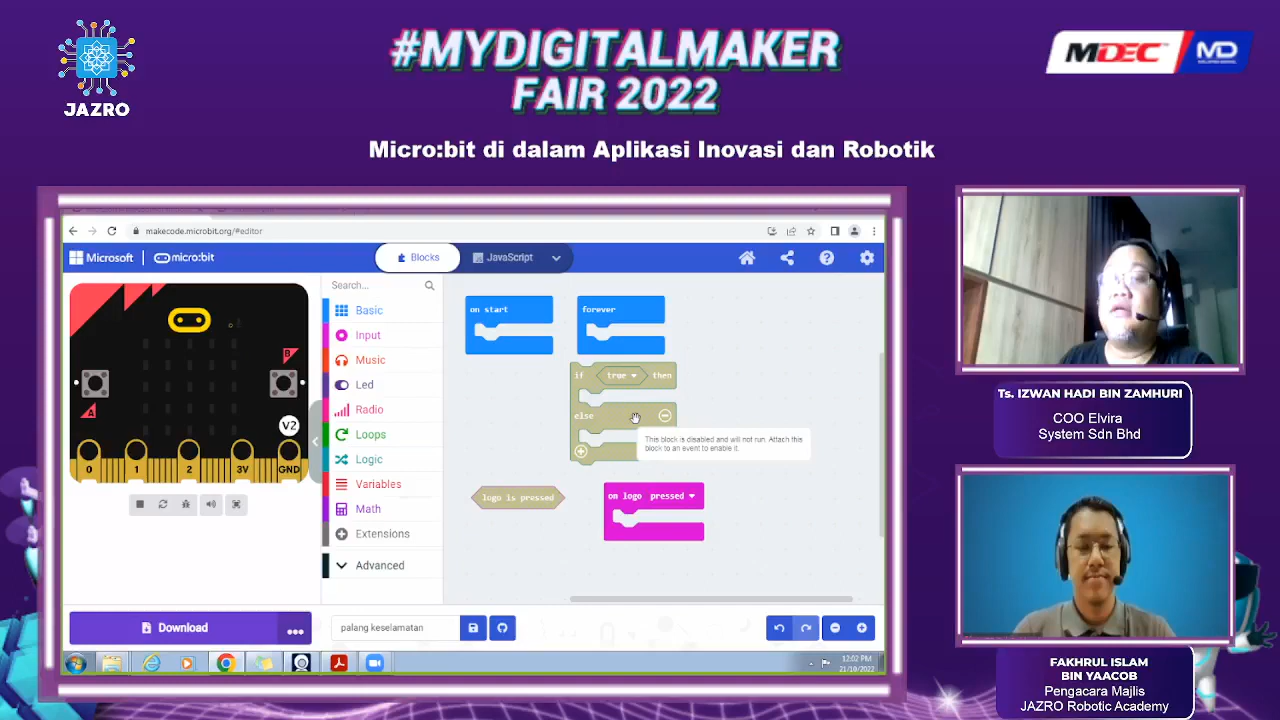 JAZRO
#MYDIGITALMAKER
FAIR 2022
MDEC MD
Micro:bit di dalam Aplikasi Inovasi dan Robotik
makecode.microbit.org/#editor
Microsoft micro:bit Blocks JavaScript
Search...
Basic
Input
Music
Led
Radio
Loops
Logic
Variables
Math
Extensions
Advanced
A
B
V2
0 1 2 3V GND
on start
forever
if true then
else
This block is disabled and will not run. Attach this
block to an event to enable it.
logo is pressed
on logo pressed
Download
palang keselamatan
12:02 PM
21/10/2022
Ts. IZWAN HADI BIN ZAMHURI
COO Elvira
System Sdn Bhd
FAKHRUL ISLAM
BIN YAACOB
Pengacara Majlis
JAZRO Robotic Academy